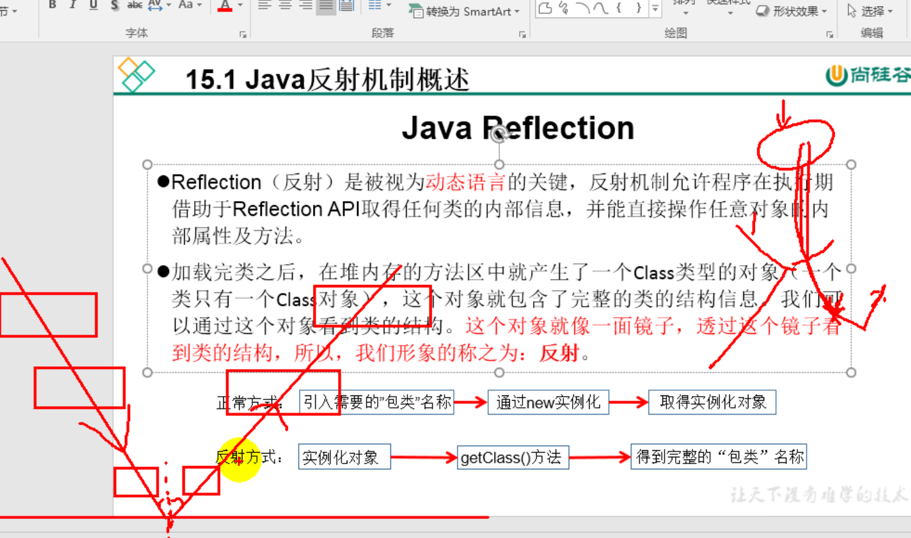 节
B I U S abc AV Aa A
转换为 SmartArt
形状效果
选择
字体
段落
绘图
编辑
15.1 Java反射机制概述
尚硅谷
Java Reflection
●Reflection（反射）是被视为动态语言的关键，反射机制允许程序在执行期
借助于Reflection API取得任何类的内部信息，并能直接操作任意对象的内
部属性及方法。
●加载完类之后，在堆内存的方法区中就产生了一个Class类型的对象（一个
类只有一个Class对象），这个对象就包含了完整的类的结构信息。我们可
以通过这个对象看到类的结构。这个对象就像一面镜子，透过这个镜子看
到类的结构，所以，我们形象的称之为：反射。
正常方式： 引入需要的"包类"名称 通过new实例化 取得实例化对象
反射方式： 实例化对象 getClass()方法 得到完整的“包类”名称
让天下没有难学的技术